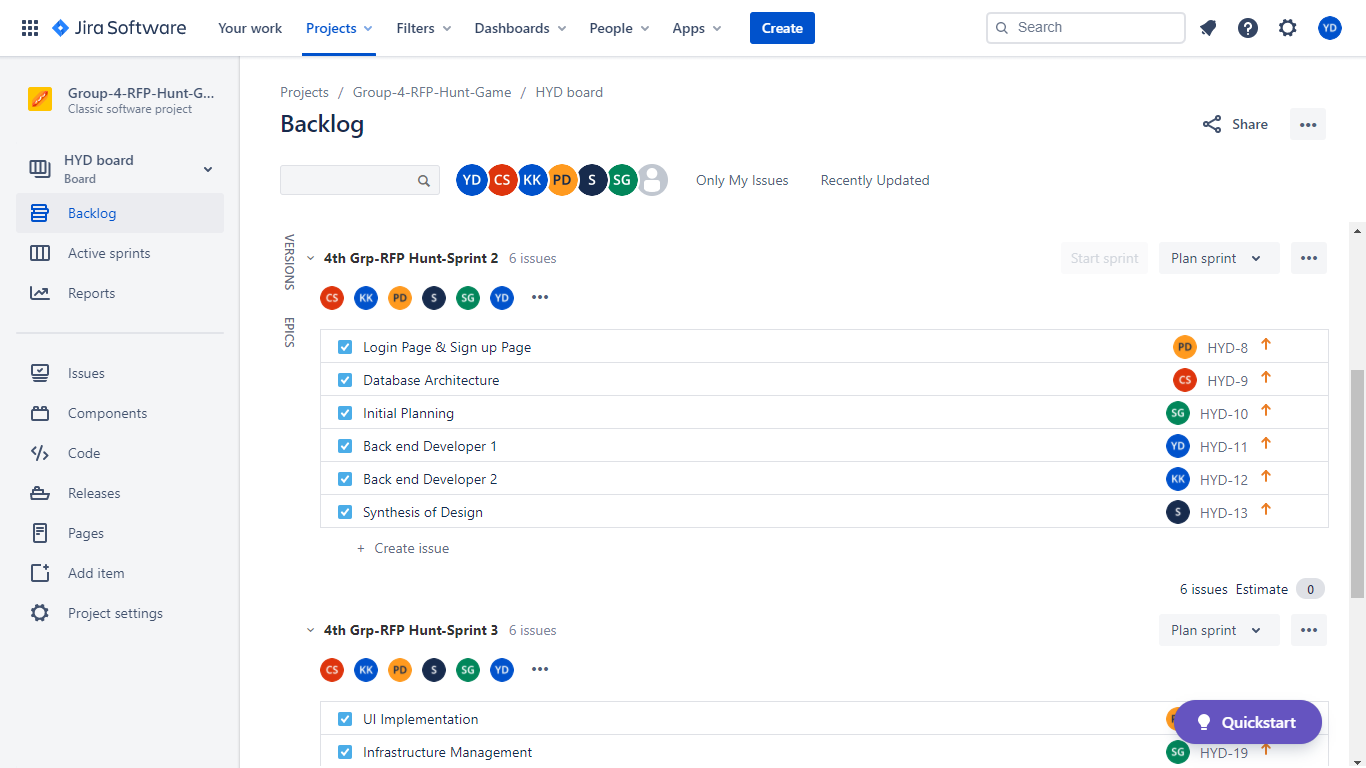 Jira Software Your work Projects Filters Dashboards People Apps Create Search YD
Group-4-RFP-Hunt-G...
Classic software project
HYD board
Board
Backlog
Active sprints
Reports
Issues
Components
Code
Releases
Pages
Add item
Project settings
Projects / Group-4-RFP-Hunt-Game / HYD board
Backlog
Share
YD CS KK PD S SG Only My Issues Recently Updated
VERSIONS
EPICS
4th Grp-RFP Hunt-Sprint 2 6 issues Start sprint Plan sprint
CS KK PD S SG YD
Login Page & Sign up Page PD HYD-8
Database Architecture CS HYD-9
Initial Planning SG HYD-10
Back end Developer 1 YD HYD-11
Back end Developer 2 KK HYD-12
Synthesis of Design S HYD-13
+ Create issue
6 issues Estimate 0
4th Grp-RFP Hunt-Sprint 3 6 issues Plan sprint
CS KK PD S SG YD
UI Implementation
Quickstart
Infrastructure Management SG HYD-19